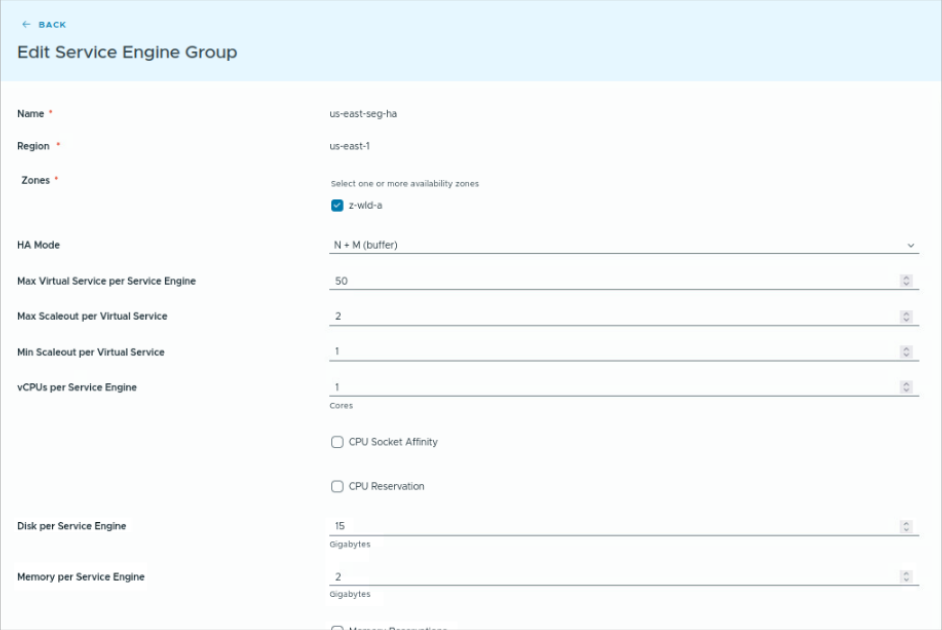 ← BACK
Edit Service Engine Group
Name * us-east-seg-ha
Region * us-east-1
Zones * Select one or more availability zones
z-wld-a
HA Mode N + M (buffer)
Max Virtual Service per Service Engine 50
Max Scaleout per Virtual Service 2
Min Scaleout per Virtual Service 1
vCPUs per Service Engine 1
Cores
CPU Socket Affinity
CPU Reservation
Disk per Service Engine 15
Gigabytes
Memory per Service Engine 2
Gigabytes